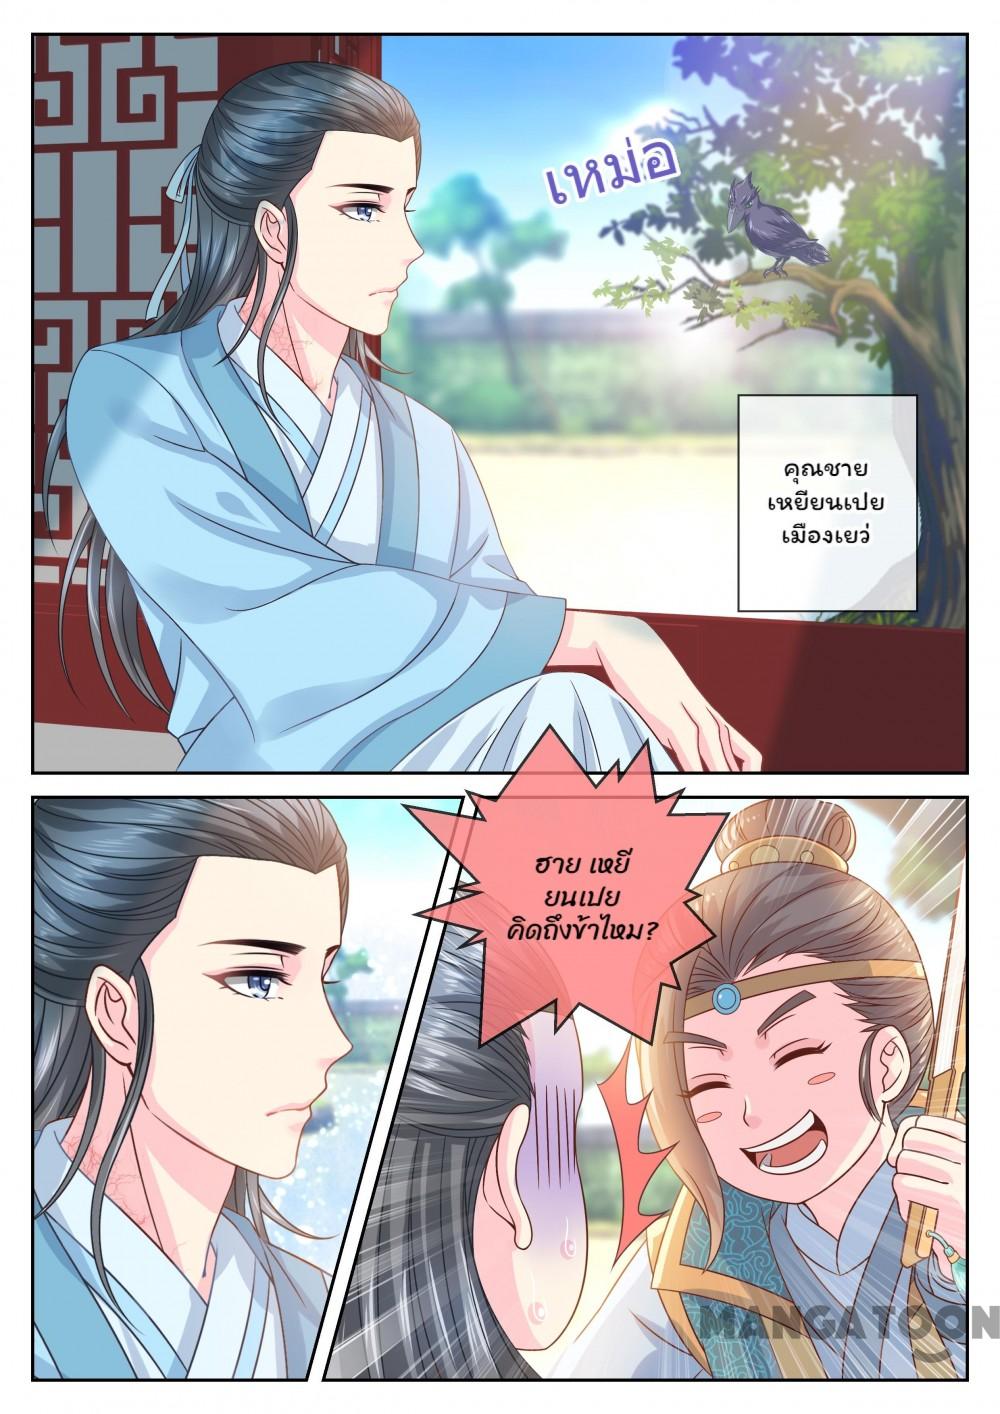 เหม่อ
คุณชาย
เหยียนเปย
เมืองเยว่
ฮาย เหยี
ยนเปย
คิดถึงข้าไหม?
MANGATOON